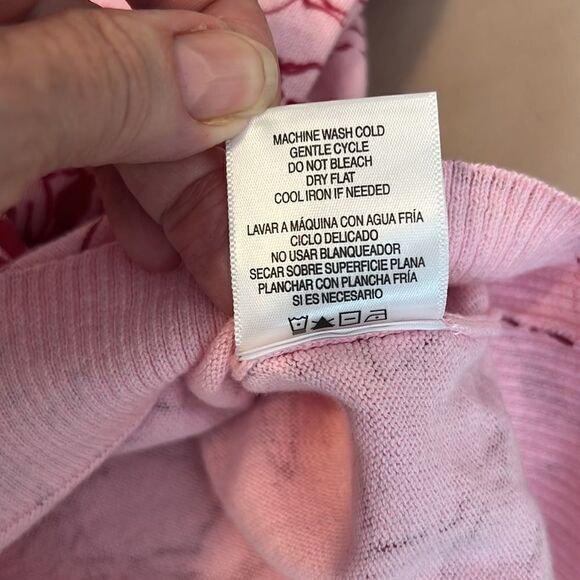 MACHINE WASH COLD
GENTLE CYCLE
DO NOT BLEACH
DRY FLAT
COOL IRON IF NEEDED
LAVAR A MÁQUINA CON AGUA FRÍA
CICLO DELICADO
NO USAR BLANQUEADOR
SECAR SOBRE SUPERFICIE PLANA
PLANCHAR CON PLANCHA FRÍA
SI ES NECESARIO